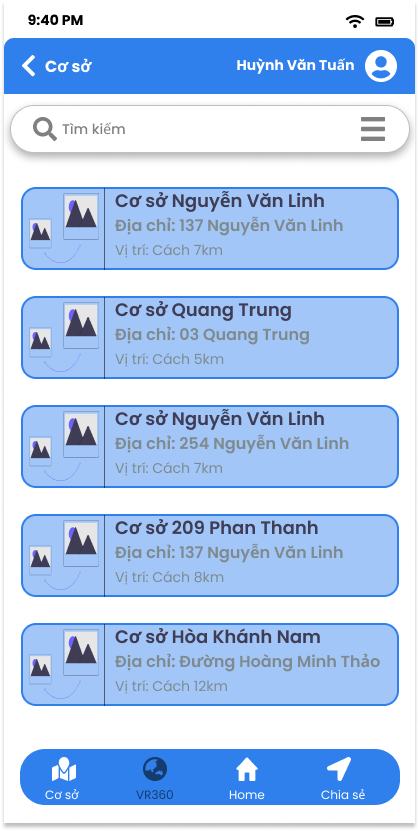 9:40 PM
Cơ sở
Huỳnh Văn Tuấn
Tìm kiếm
Cơ sở Nguyễn Văn Linh
Địa chỉ: 137 Nguyễn Văn Linh
Vị trí: Cách 7km
Cơ sở Quang Trung
Địa chỉ: 03 Quang Trung
Vị trí: Cách 5km
Cơ sở Nguyễn Văn Linh
Địa chỉ: 254 Nguyễn Văn Linh
Vị trí: Cách 7km
Cơ sở 209 Phan Thanh
Địa chỉ: 137 Nguyễn Văn Linh
Vị trí: Cách 8km
Cơ sở Hòa Khánh Nam
Địa chỉ: Đường Hoàng Minh Thảo
Vị trí: Cách 12km
Cơ sở
VR360
Home
Chia sẻ